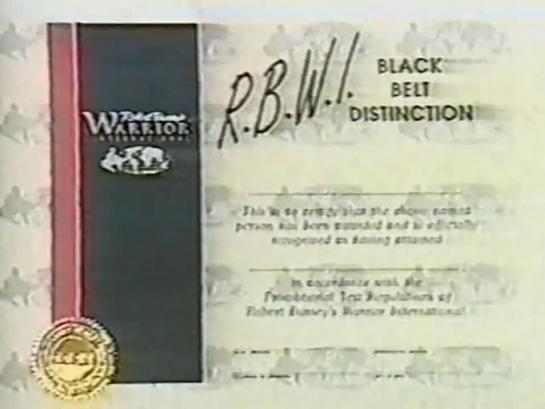 WARRIOR
INTERNATIONAL
R.B.W.I.
BLACK
BELT
DISTINCTION
This is to certify that the above named
person has been awarded and is officially
recognized as having attained
in accordance with the
Promotional Test Regulations of
Robert Bussey's Warrior International